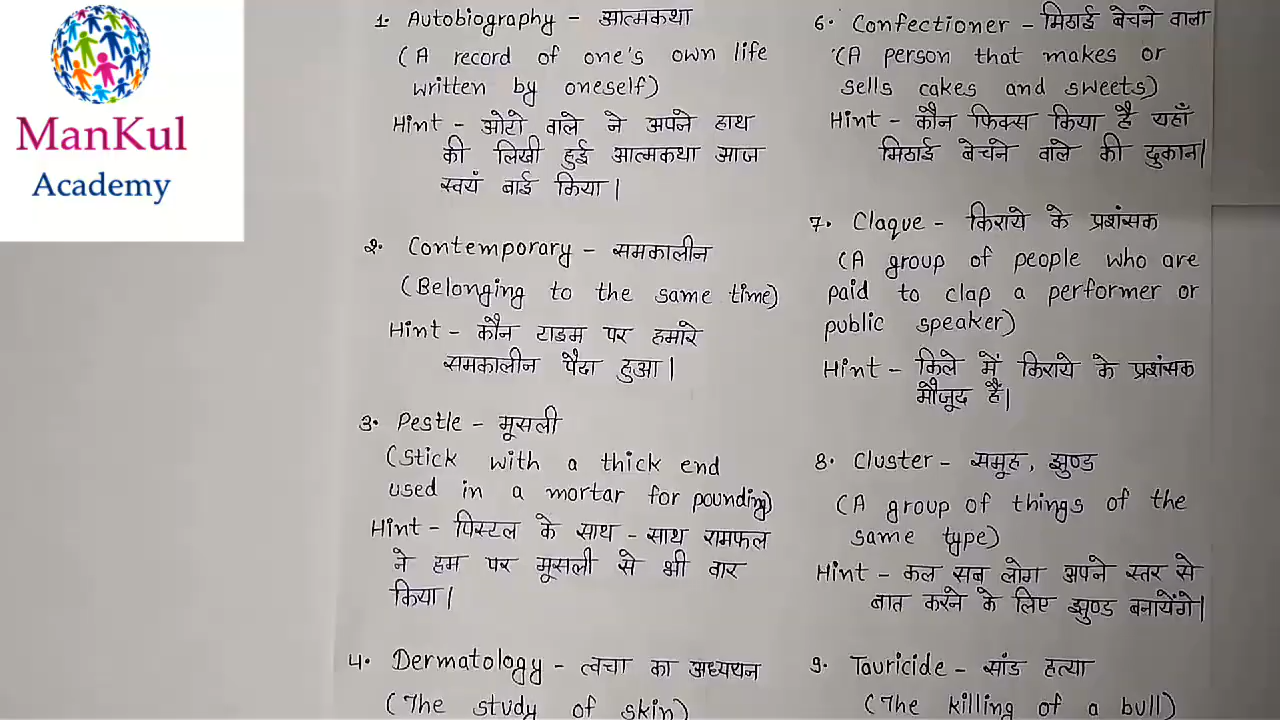 ManKul
Academy
1. Autobiography - आत्मकथा
(A record of one's own life
written by oneself)
Hint - ओटो वाले ने अपने हाथ
की लिखी हुई आत्मकथा आज
स्वयं बाई किया।
2. Contemporary - समकालीन
(Belonging to the same time)
Hint - कौन टाइम पर हमारे
समकालीन पैदा हुआ।
3. Pestle - मूसली
(Stick with a thick end
used in a mortar for pounding)
Hint - पिस्टल के साथ - साथ रामफल
ने हम पर मूसली से भी वार
किया।
4. Dermatology - त्वचा का अध्ययन
(The study of skin)
6. Confectioner - मिठाई बेचने वाला
(A person that makes or
sells cakes and sweets)
Hint - कौन फिक्स किया है यहाँ
मिठाई बेचने वाले की दुकान।
7. Claque - किराये के प्रशंसक
(A group of people who are
paid to clap a performer or
public speaker)
Hint - किले में किराये के प्रशंसक
मौजूद हैं।
8. Cluster - समूह, झुण्ड
(A group of things of the
same type)
Hint - कल सब लोग अपने स्तर से
बात करने के लिए झुण्ड बनायेंगे।
9. Tauricide - सांड हत्या
(The killing of a bull)